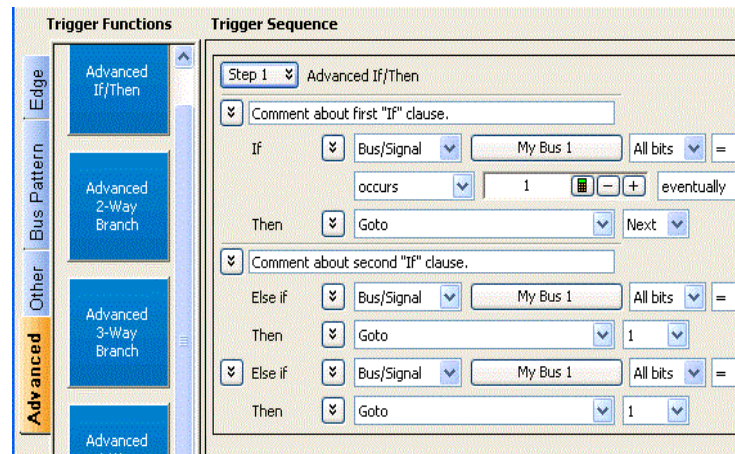 Trigger Functions
Trigger Sequence
Edge
Bus Pattern
Other
Advanced
Advanced
If/Then
Advanced
2-Way
Branch
Advanced
3-Way
Branch
Advanced
Step 1 Advanced If/Then
Comment about first "If" clause.
If Bus/Signal My Bus 1 All bits =
occurs 1 - + eventually
Then Goto Next
Comment about second "If" clause.
Else if Bus/Signal My Bus 1 All bits =
Then Goto 1
Else if Bus/Signal My Bus 1 All bits =
Then Goto 1